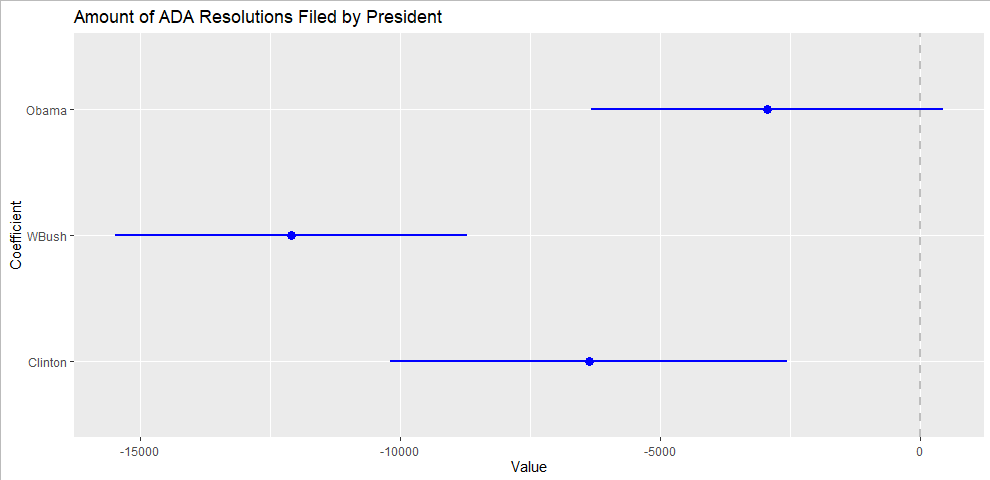 Amount of ADA Resolutions Filed by President
Coefficient
Obama
WBush
Clinton
-15000
-10000
-5000
0
Value